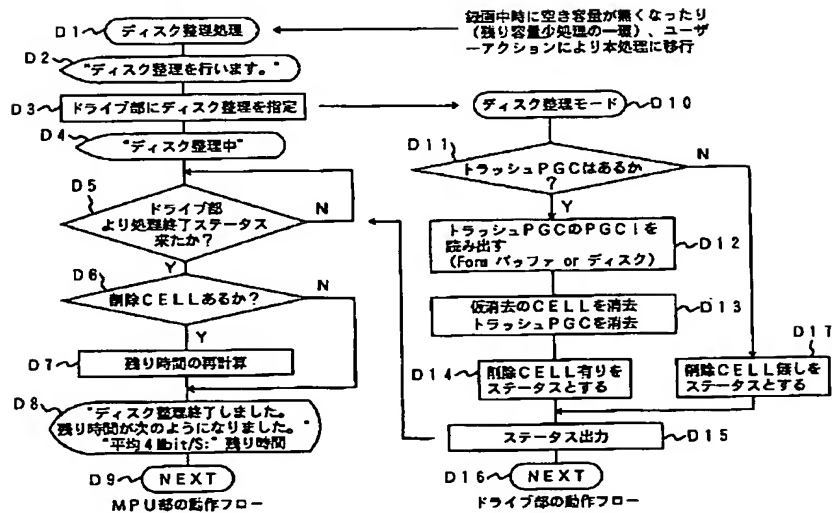 録画中時に空き容量が無くなったり
(残り容量少処理の一環)、ユーザ
ーアクションにより本処理に移行
D1
ディスク整理処理
D2
"ディスク整理を行います。"
D3
ドライブ部にディスク整理を指定
D4
"ディスク整理中"
D5
ドライブ部
より処理終了ステータス
来たか?
N
Y
D6
削除CELLあるか?
N
Y
D7
残り時間の再計算
D8
"ディスク整理終了しました。
残り時間が次のようになりました。"
"平均4Mbit/S:" 残り時間
D9
NEXT
MPU部の動作フロー
ディスク整理モード
D10
D11
トラッシュPGCはあるか
?
N
Y
トラッシュPGCのPGCIを
読み出す
(Fom バッファ or ディスク)
D12
仮消去のCELLを消去
トラッシュPGCを消去
D13
D14
削除CELL有りを
ステータスとする
D17
削除CELL無しを
ステータスとする
ステータス出力
D15
D16
NEXT
ドライブ部の動作フロー